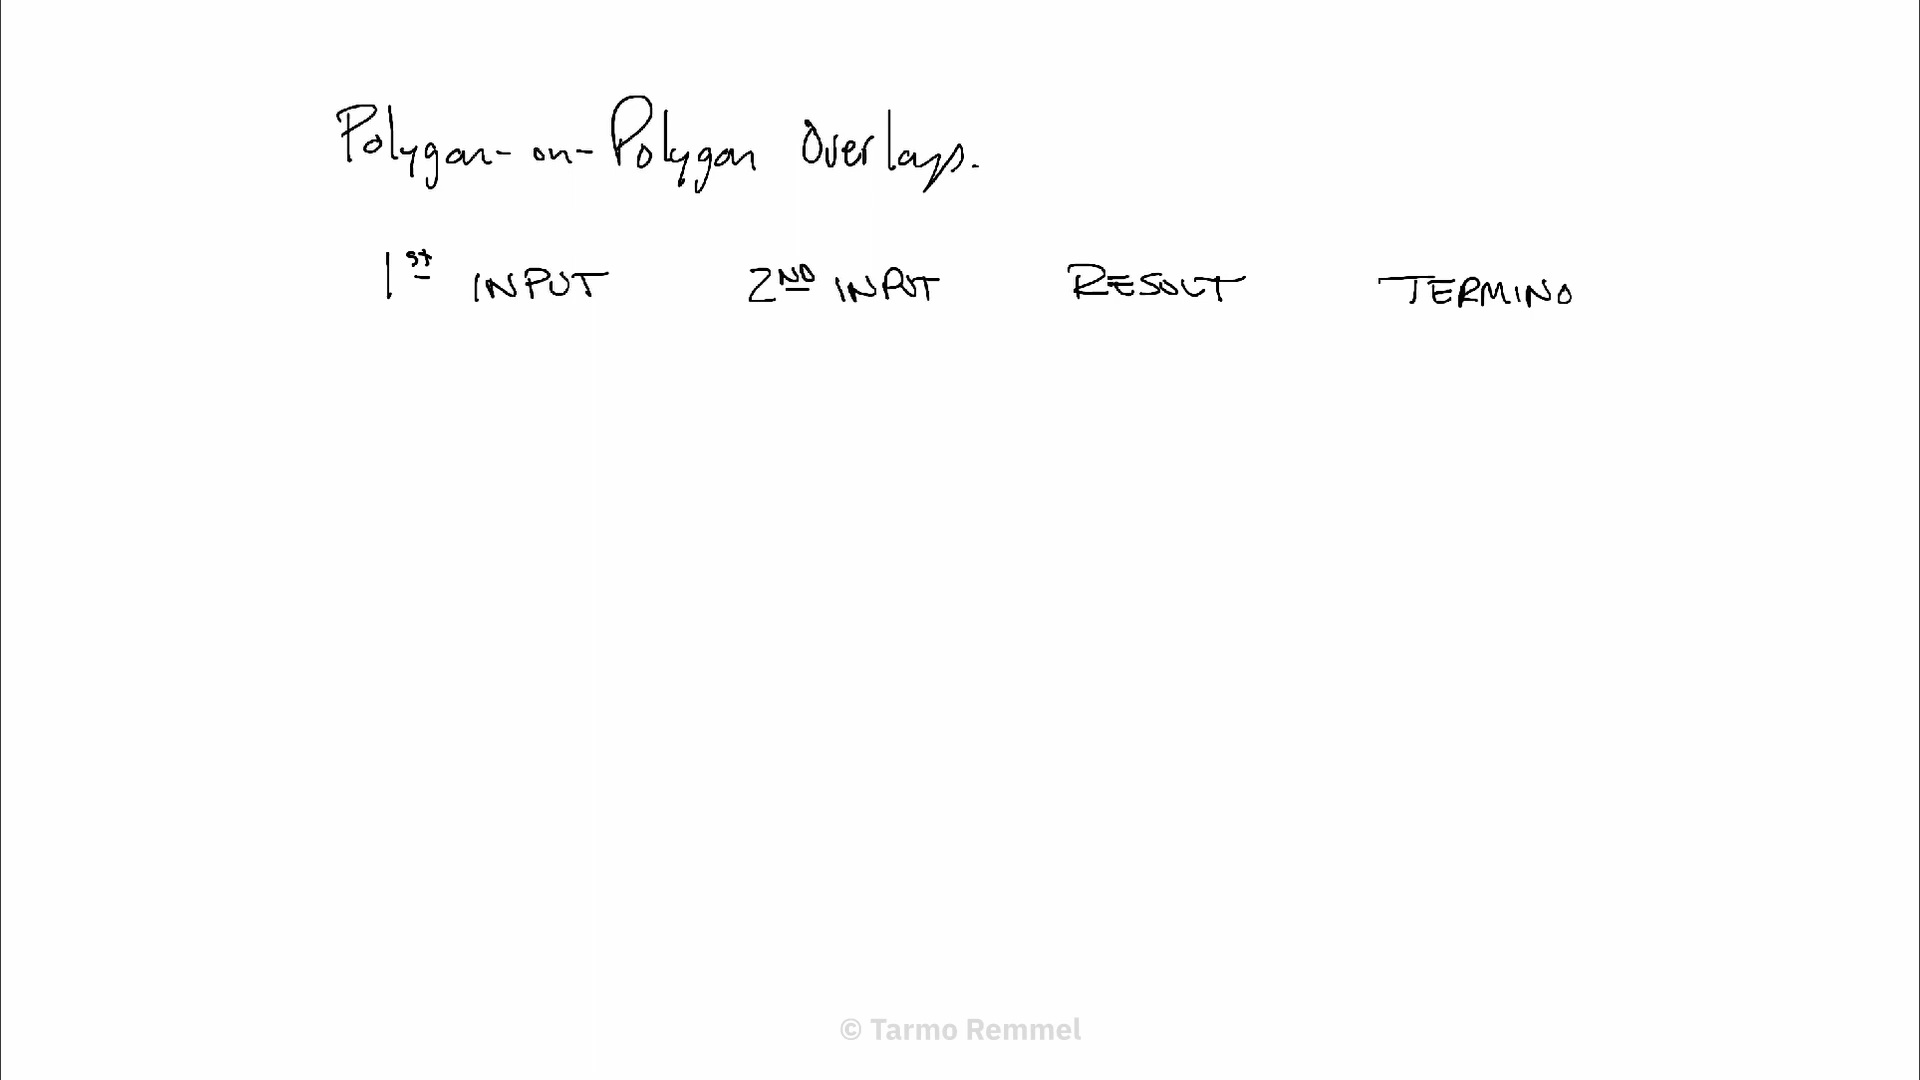 Polygon-on-Polygon Overlays.
1st INPUT 2ND INPUT RESULT TERMINO
© Tarmo Remmel